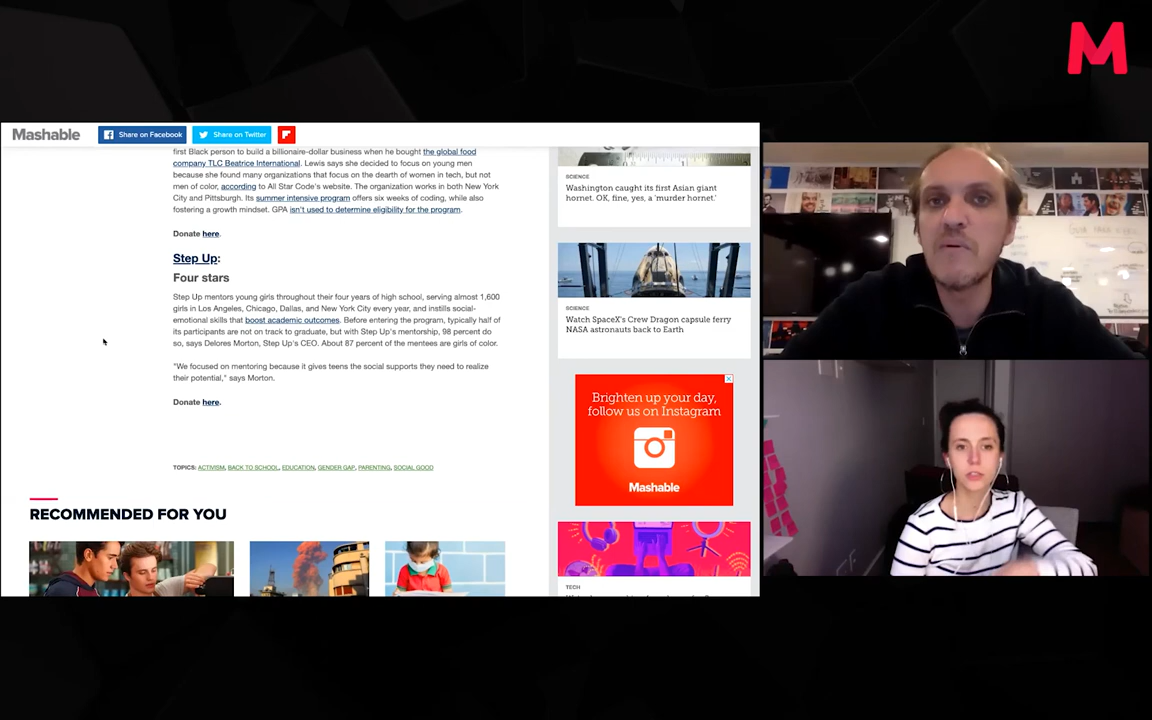 M
Mashable
Share on Facebook
Share on Twitter
first Black person to build a billionaire-dollar business when he bought the global food
company TLC Beatrice International. Lewis says she decided to focus on young men
because she found many organizations that focus on the dearth of women in tech, but not
men of color, according to All Star Code's website. The organization works in both New York
City and Pittsburgh. Its summer intensive program offers six weeks of coding, while also
fostering a growth mindset. GPA isn't used to determine eligibility for the program.
Donate here.
Step Up:
Four stars
Step Up mentors young girls throughout their four years of high school, serving almost 1,600
girls in Los Angeles, Chicago, Dallas, and New York City every year, and instills social-
emotional skills that boost academic outcomes. Before entering the program, typically half of
its participants are not on track to graduate, but with Step Up's mentorship, 98 percent do
so, says Delores Morton, Step Up's CEO. About 87 percent of the mentees are girls of color.
"We focused on mentoring because it gives teens the social supports they need to realize
their potential," says Morton.
Donate here.
TOPICS: ACTIVISM, BACK TO SCHOOL, EDUCATION, GENDER GAP, PARENTING, SOCIAL GOOD
RECOMMENDED FOR YOU
SCIENCE
Washington caught its first Asian giant
hornet. OK, fine, yes, a 'murder hornet.'
SCIENCE
Watch SpaceX's Crew Dragon capsule ferry
NASA astronauts back to Earth
Brighten up your day,
follow us on Instagram
Mashable
TECH